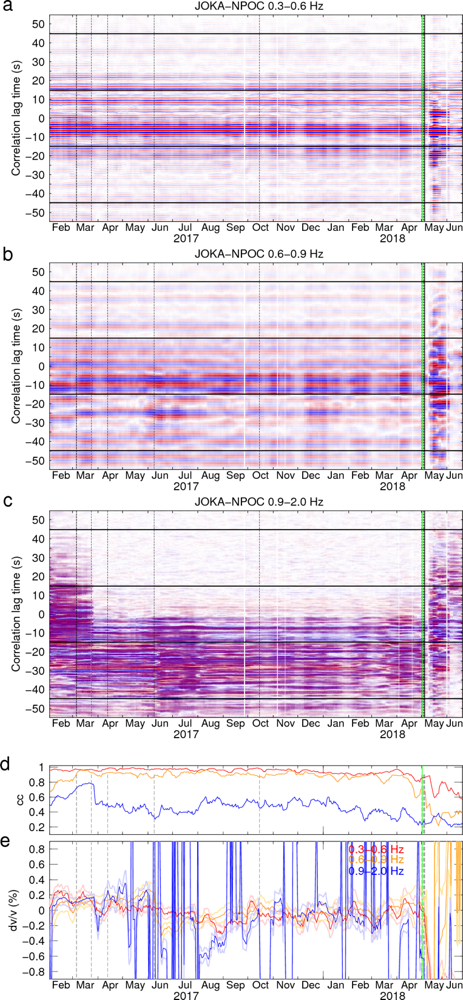 a
JOKA−NPOC 0.3−0.6 Hz
Correlation lag time (s)
50
40
30
20
10
0
−10
−20
−30
−40
−50
Feb Mar Apr May Jun Jul Aug Sep Oct Nov Dec Jan Feb Mar Apr May Jun
2017 2018
b
JOKA−NPOC 0.6−0.9 Hz
Correlation lag time (s)
50
40
30
20
10
0
−10
−20
−30
−40
−50
Feb Mar Apr May Jun Jul Aug Sep Oct Nov Dec Jan Feb Mar Apr May Jun
2017 2018
c
JOKA−NPOC 0.9−2.0 Hz
Correlation lag time (s)
50
40
30
20
10
0
−10
−20
−30
−40
−50
Feb Mar Apr May Jun Jul Aug Sep Oct Nov Dec Jan Feb Mar Apr May Jun
2017 2018
d
cc
1
0.8
0.6
0.4
0.2
e
dv/v (%)
0.8
0.6
0.4
0.2
0
−0.2
−0.4
−0.6
−0.8
0.3−0.6 Hz
0.6−0.9 Hz
0.9−2.0 Hz
Feb Mar Apr May Jun Jul Aug Sep Oct Nov Dec Jan Feb Mar Apr May Jun
2017 2018